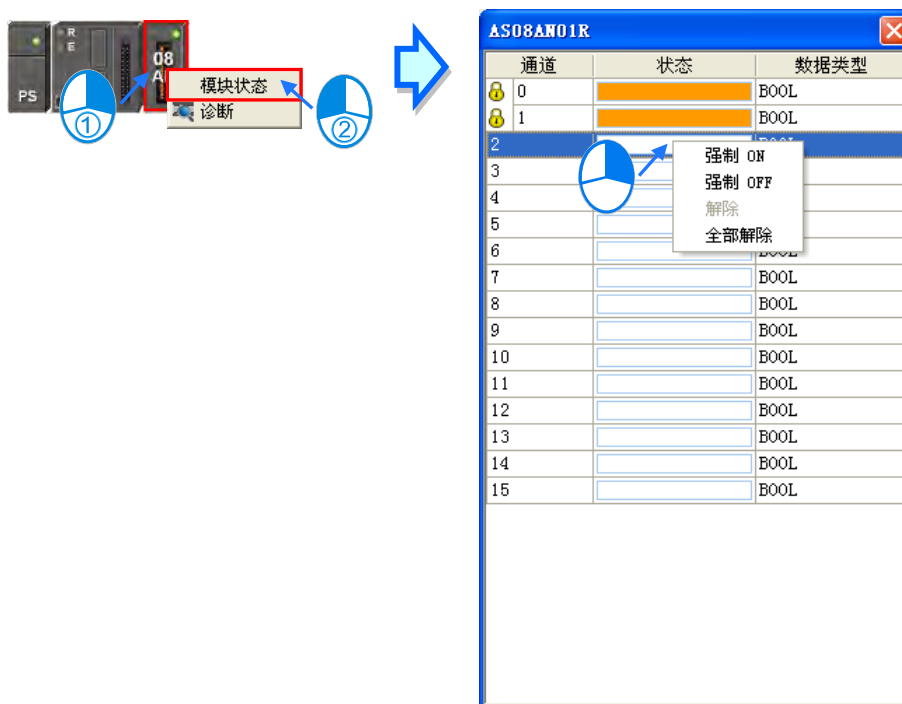 R
E
08
A
PS
模块状态
诊断
①
②
AS08AN01R
通道 状态 数据类型
0 BOOL
1 BOOL
2
3
4
5
6
7 BOOL
8 BOOL
9 BOOL
10 BOOL
11 BOOL
12 BOOL
13 BOOL
14 BOOL
15 BOOL
强制 ON
强制 OFF
解除
全部解除